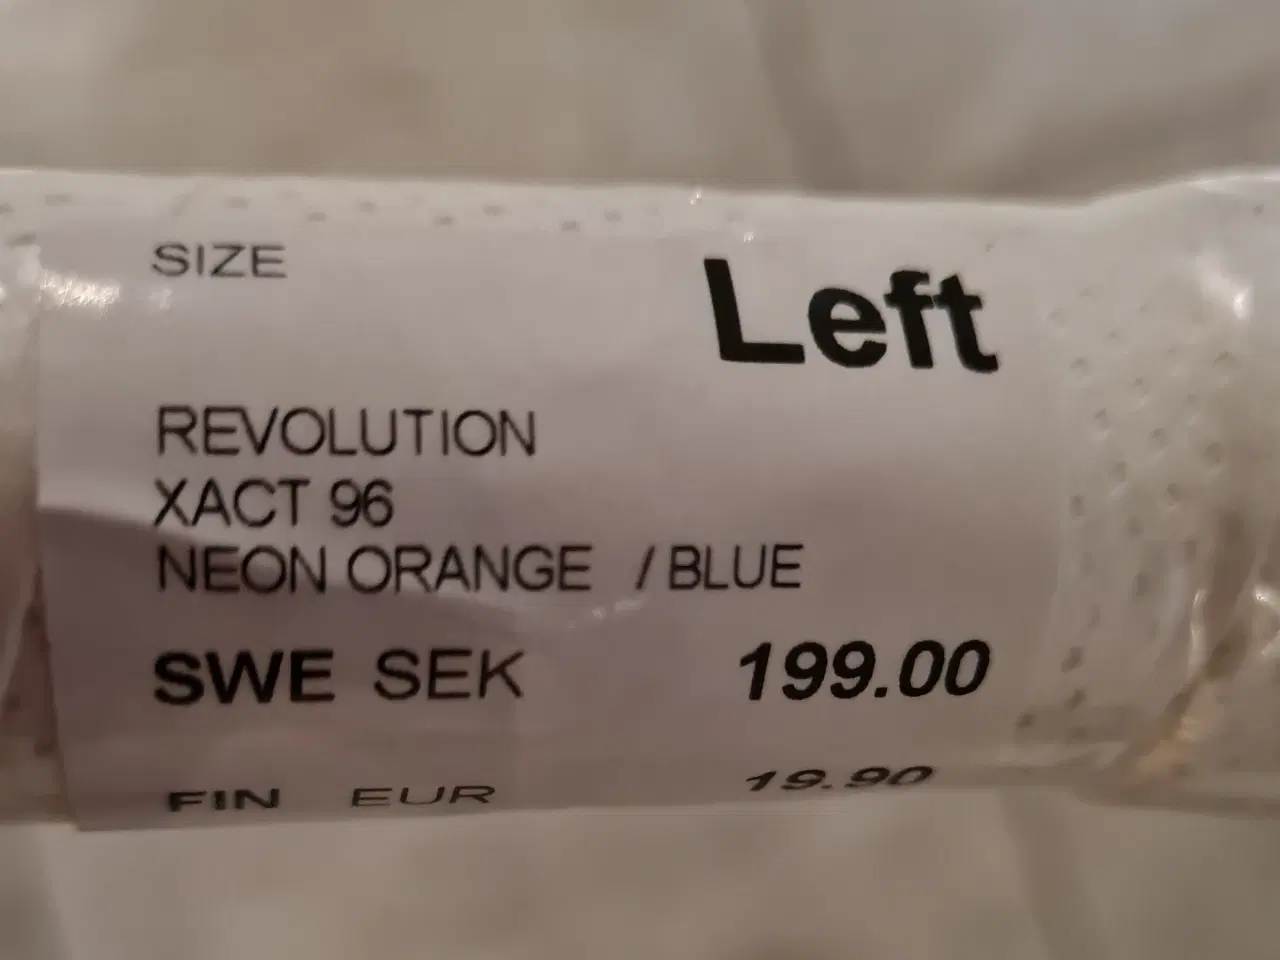 SIZE
Left
REVOLUTION
XACT 96
NEON ORANGE / BLUE
SWE SEK 199.00
FIN EUR 19.90